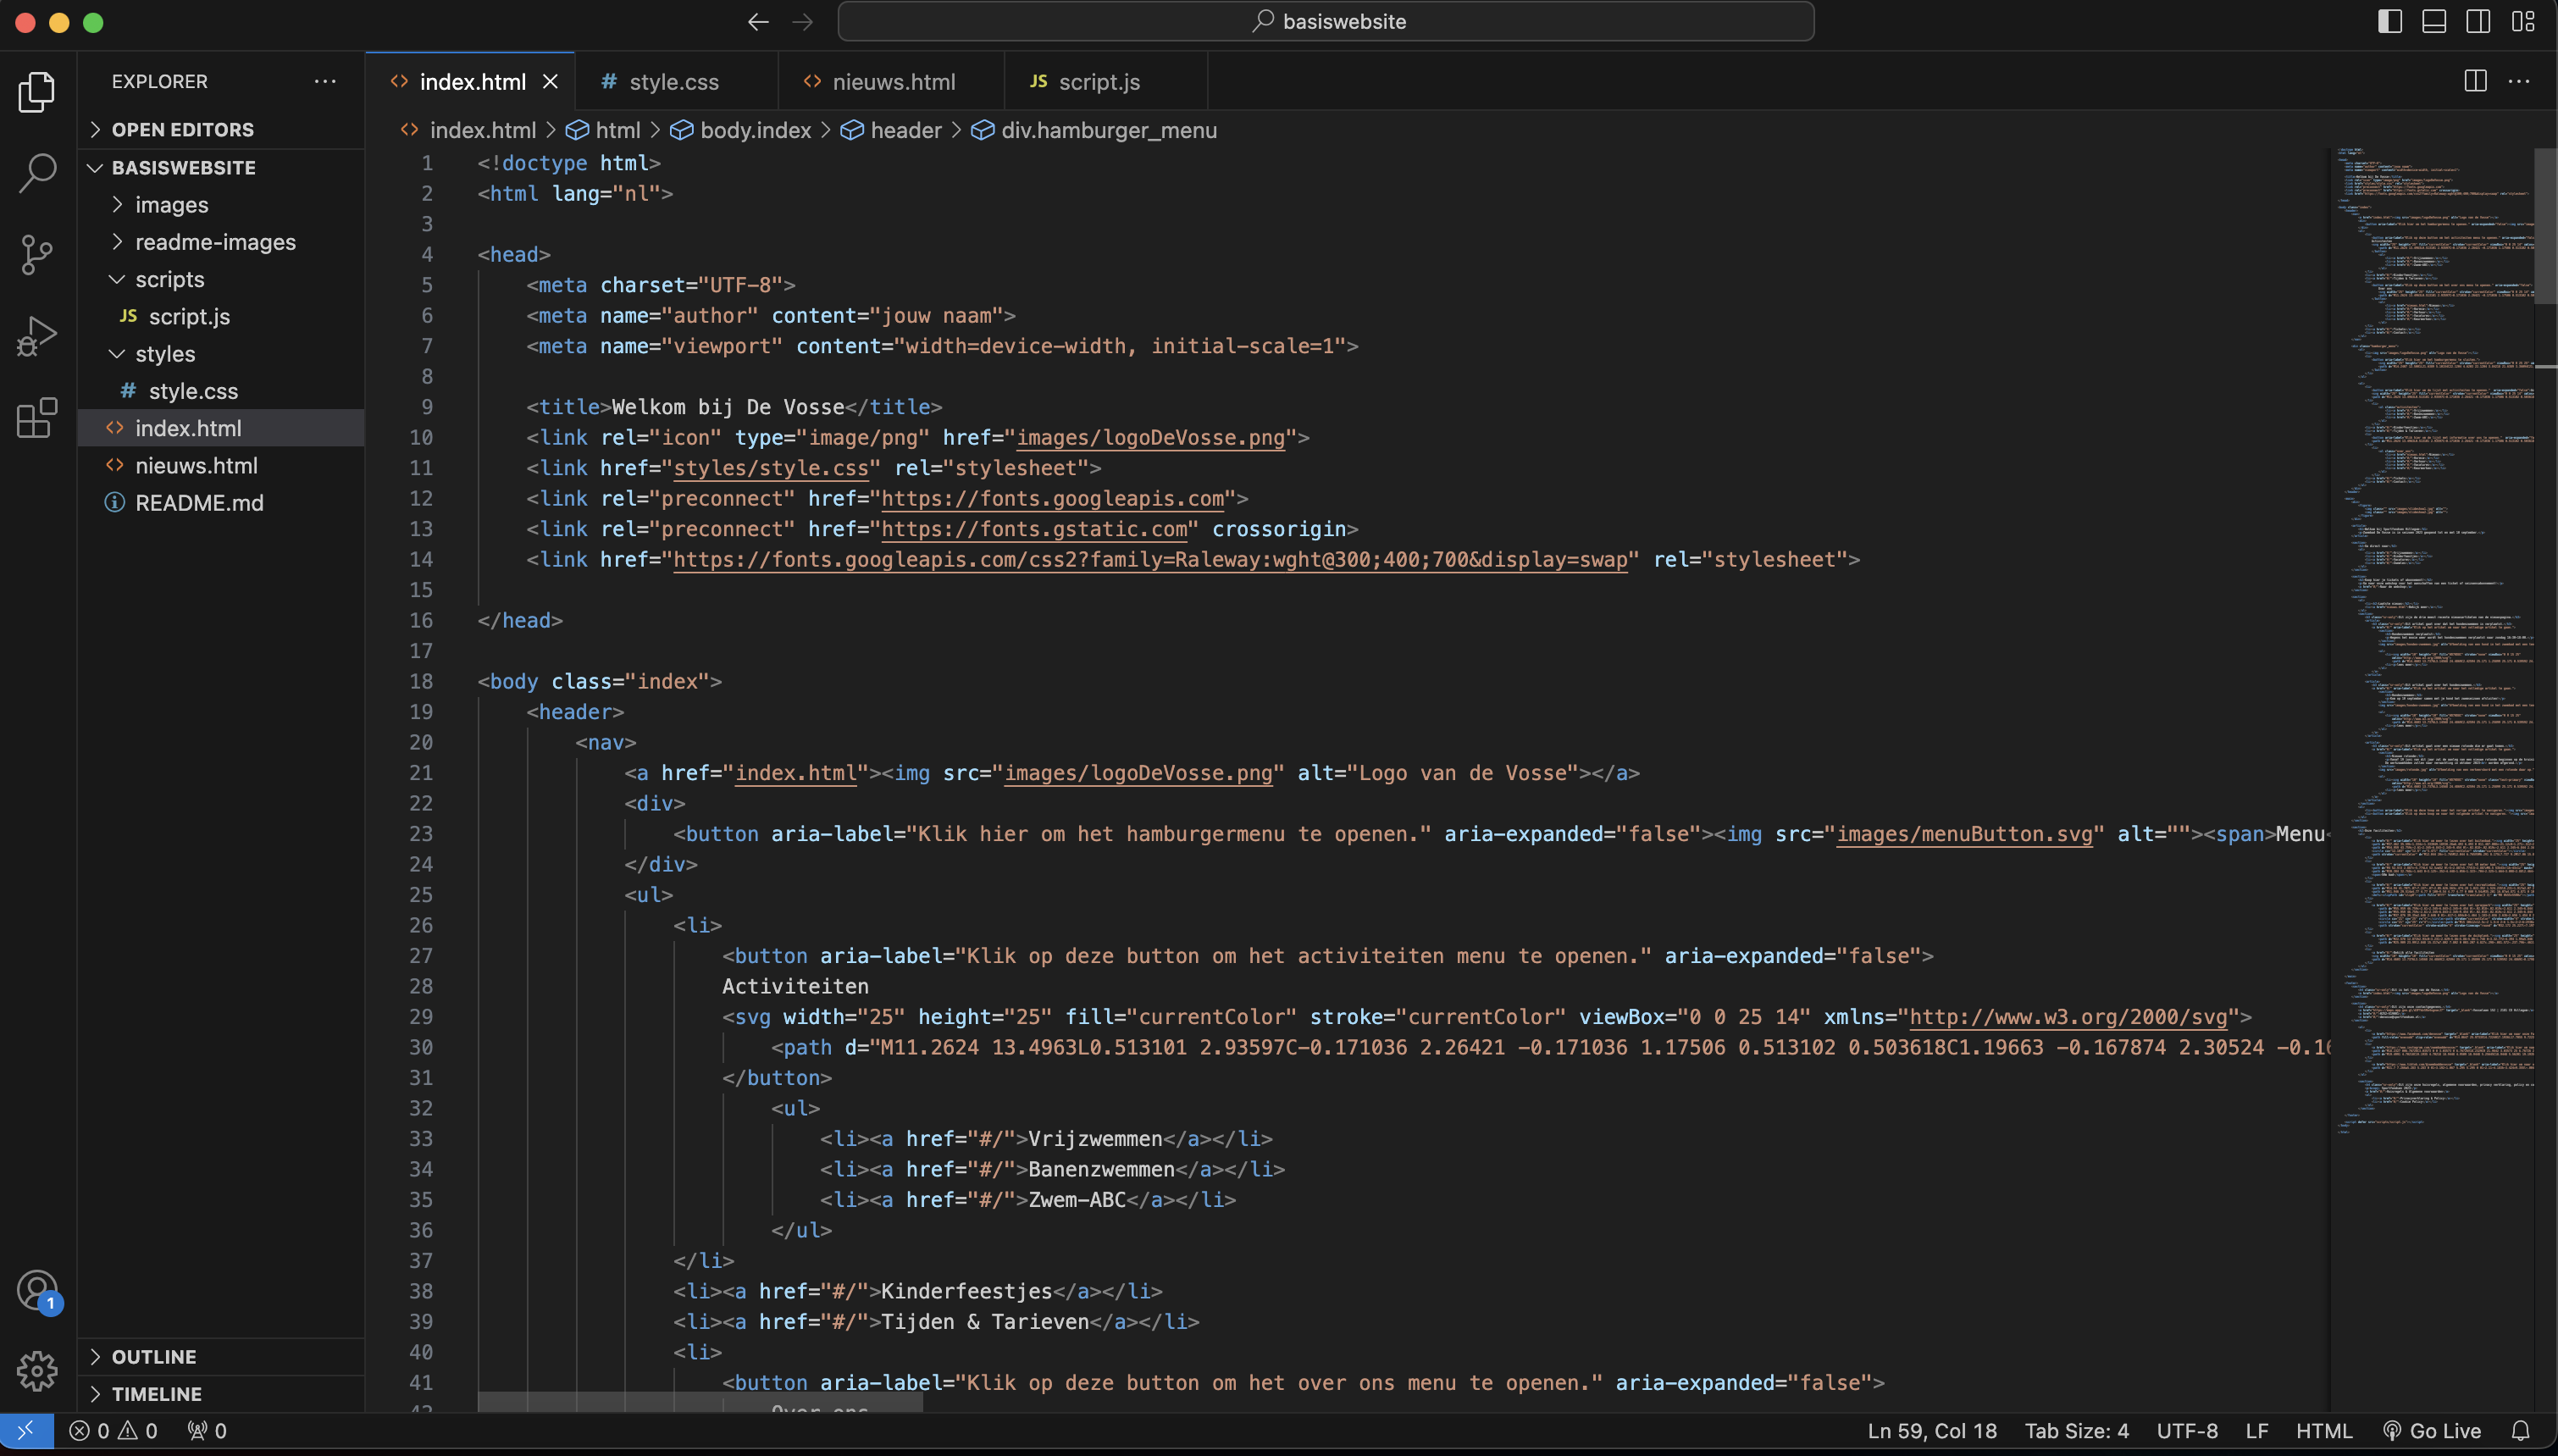 basiswebsite
EXPLORER
OPEN EDITORS
BASISWEBSITE
images
readme-images
scripts
JS script.js
styles
# style.css
<> index.html
<> nieuws.html
README.md
OUTLINE
TIMELINE
1
<> index.html
# style.css
<> nieuws.html
JS script.js
<> index.html > html > body.index > header > div.hamburger_menu
1 <!doctype html>
2 <html lang="nl">
3
4 <head>
5 <meta charset="UTF-8">
6 <meta name="author" content="jouw naam">
7 <meta name="viewport" content="width=device-width, initial-scale=1">
8
9 <title>Welkom bij De Vosse</title>
10 <link rel="icon" type="image/png" href="images/logoDeVosse.png">
11 <link href="styles/style.css" rel="stylesheet">
12 <link rel="preconnect" href="https://fonts.googleapis.com">
13 <link rel="preconnect" href="https://fonts.gstatic.com" crossorigin>
14 <link href="https://fonts.googleapis.com/css2?family=Raleway:wght@300;400;700&display=swap" rel="stylesheet">
15
16 </head>
17
18 <body class="index">
19 <header>
20 <nav>
21 <a href="index.html"><img src="images/logoDeVosse.png" alt="Logo van de Vosse"></a>
22 <div>
23 <button aria-label="Klik hier om het hamburgermenu te openen." aria-expanded="false"><img src="images/menuButton.svg" alt=""><span>Menu<
24 </div>
25 <ul>
26 <li>
27 <button aria-label="Klik op deze button om het activiteiten menu te openen." aria-expanded="false">
28 Activiteiten
29 <svg width="25" height="25" fill="currentColor" stroke="currentColor" viewBox="0 0 25 14" xmlns="http://www.w3.org/2000/svg">
30 <path d="M11.2624 13.4963L0.513101 2.93597C-0.171036 2.26421 -0.171036 1.17506 0.513102 0.503618C1.19663 -0.167874 2.30524 -0.16
31 </button>
32 <ul>
33 <li><a href="#/">Vrijzwemmen</a></li>
34 <li><a href="#/">Banenzwemmen</a></li>
35 <li><a href="#/">Zwem-ABC</a></li>
36 </ul>
37 </li>
38 <li><a href="#/">Kinderfeestjes</a></li>
39 <li><a href="#/">Tijden & Tarieven</a></li>
40 <li>
41 <button aria-label="Klik op deze button om het over ons menu te openen." aria-expanded="false">
42 Over ons
0 0 0
Ln 59, Col 18 Tab Size: 4 UTF-8 LF HTML Go Live